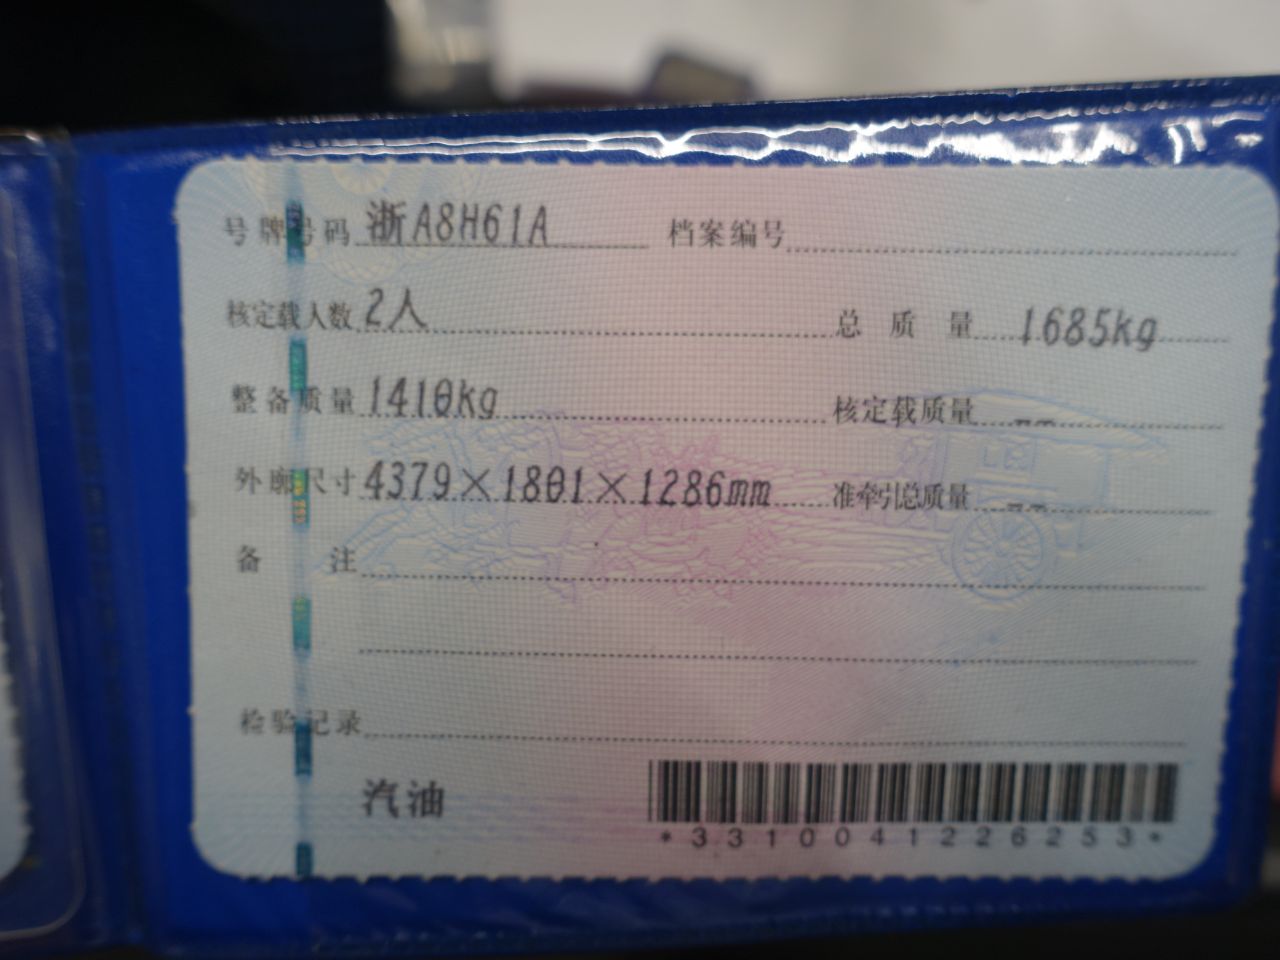 号牌号码 浙A8H61A 档案编号
核定载人数 2人 总质量 1685kg
整备质量 1410kg 核定载质量 --
外廓尺寸 4379×1801×1286mm 准牵引总质量 --
备注
检验记录
汽油
*3310041226253*